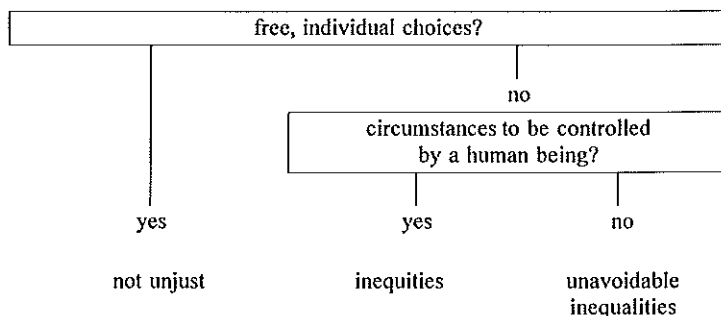 free, individual choices?
no
circumstances to be controlled
by a human being?
yes
yes
no
not unjust
inequities
unavoidable
inequalities